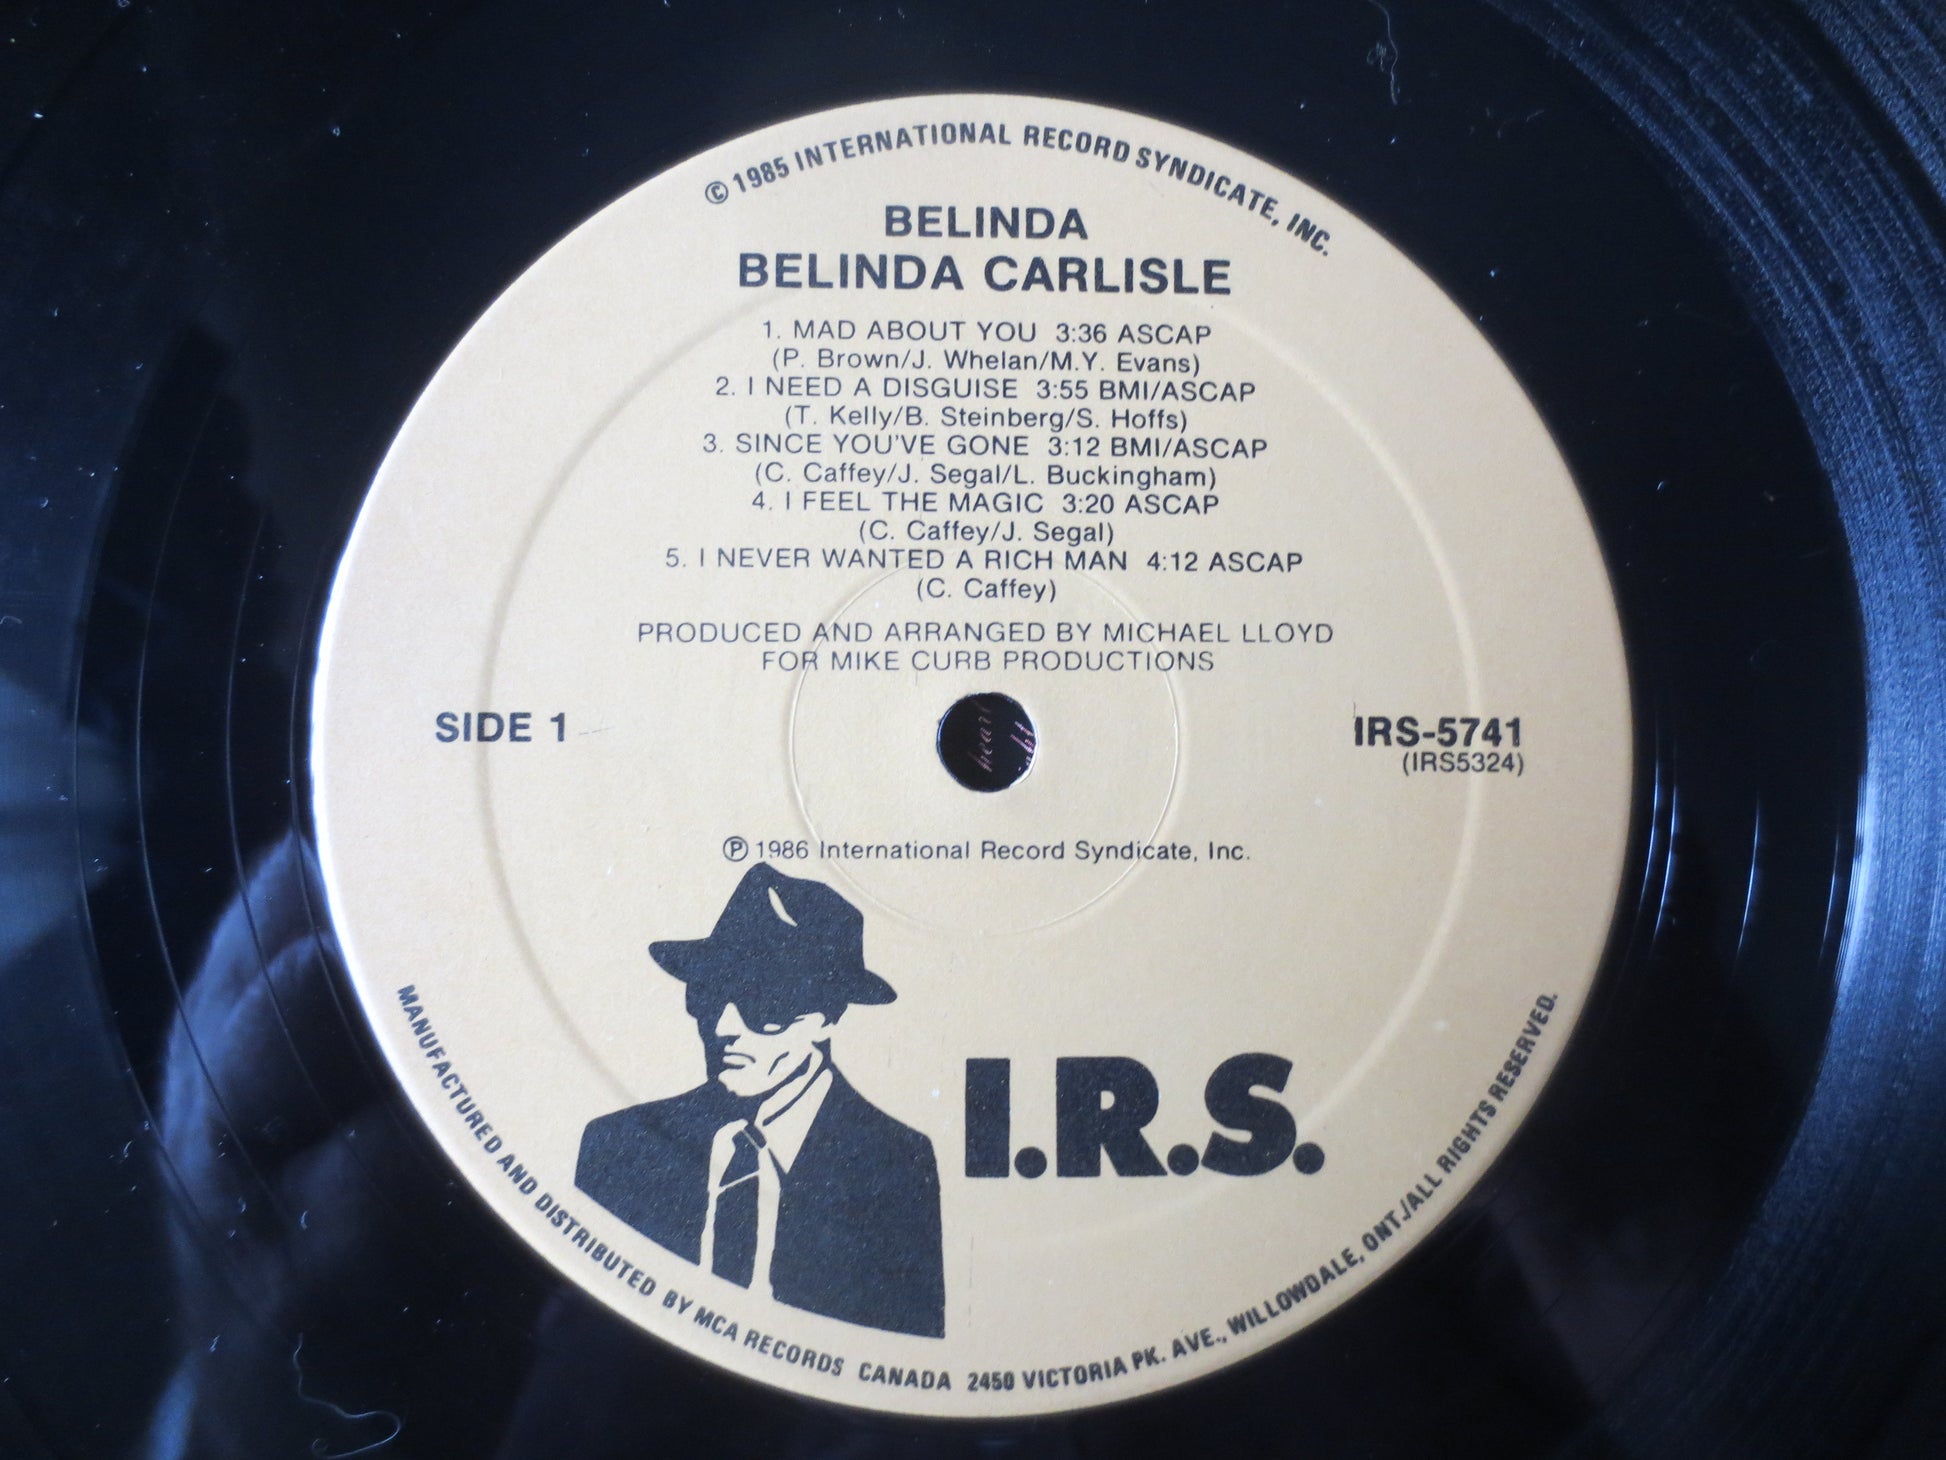 © 1985 INTERNATIONAL RECORD SYNDICATE, INC.
BELINDA
BELINDA CARLISLE
1. MAD ABOUT YOU 3:36 ASCAP
(P. Brown/J. Whelan/M.Y. Evans)
2. I NEED A DISGUISE 3:55 BMI/ASCAP
(T. Kelly/B. Steinberg/S. Hoffs)
3. SINCE YOU'VE GONE 3:12 BMI/ASCAP
(C. Caffey/J. Segal/L. Buckingham)
4. I FEEL THE MAGIC 3:20 ASCAP
(C. Caffey/J. Segal)
5. I NEVER WANTED A RICH MAN 4:12 ASCAP
(C. Caffey)
PRODUCED AND ARRANGED BY MICHAEL LLOYD
FOR MIKE CURB PRODUCTIONS
SIDE 1
IRS-5741
(IRS5324)
℗ 1986 International Record Syndicate, Inc.
I.R.S.
MANUFACTURED AND DISTRIBUTED BY MCA RECORDS CANADA 2450 VICTORIA PK. AVE., WILLOWDALE, ONT./ALL RIGHTS RESERVED.